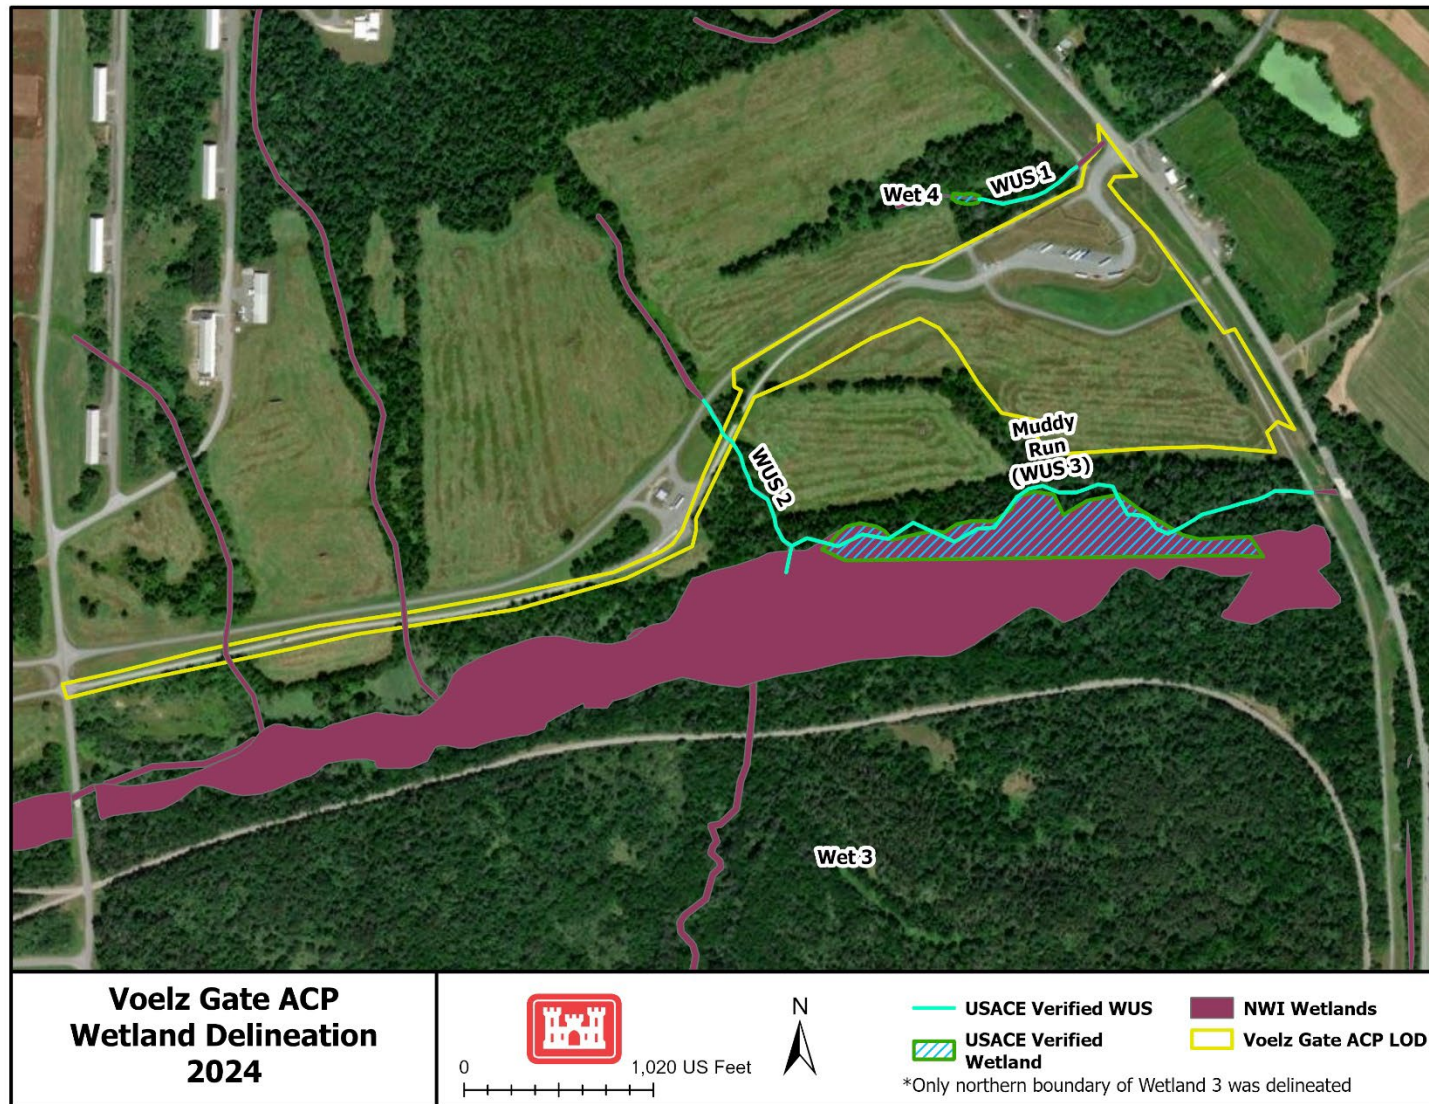 Wet 4
WUS 1
Muddy
Run
(WUS 3)
WUS 2
Wet 3
Voelz Gate ACP
Wetland Delineation
2024
0
1,020 US Feet
N
USACE Verified WUS
USACE Verified
Wetland
NWI Wetlands
Voelz Gate ACP LOD
*Only northern boundary of Wetland 3 was delineated